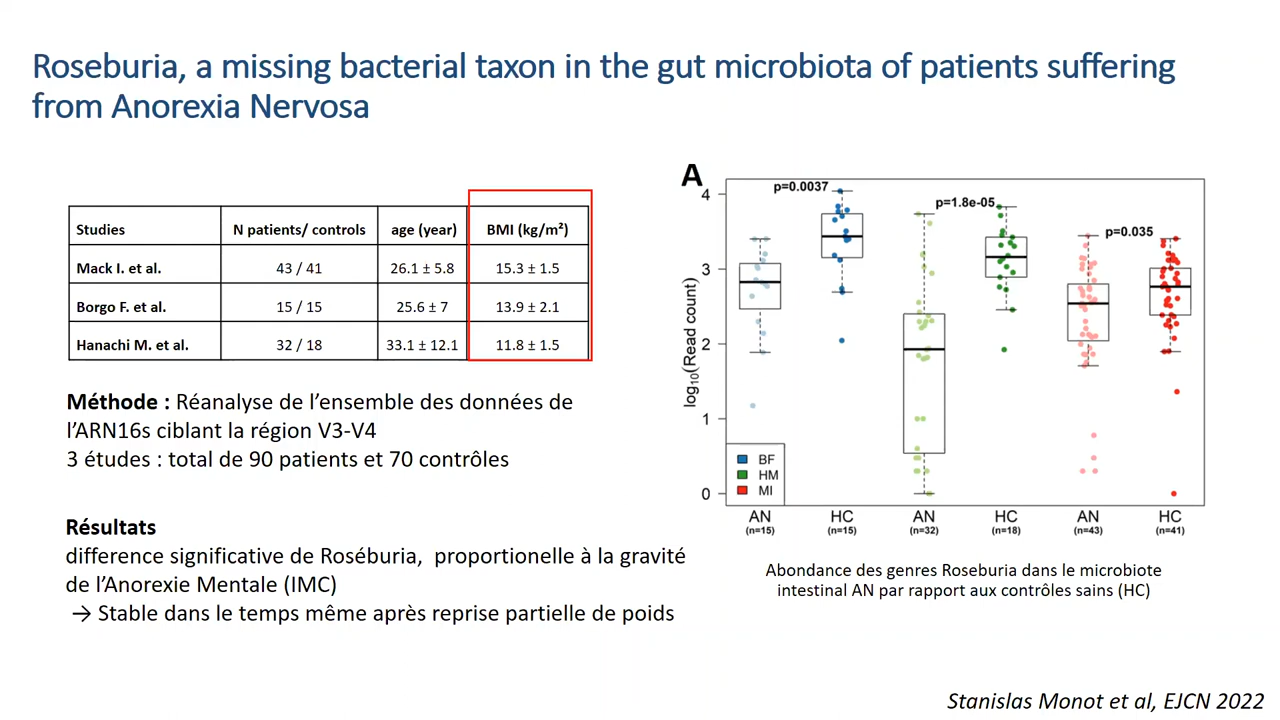 Roseburia, a missing bacterial taxon in the gut microbiota of patients suffering
from Anorexia Nervosa
Studies N patients/ controls age (year) BMI (kg/m²)
Mack I. et al. 43 / 41 26.1 ± 5.8 15.3 ± 1.5
Borgo F. et al. 15 / 15 25.6 ± 7 13.9 ± 2.1
Hanachi M. et al. 32 / 18 33.1 ± 12.1 11.8 ± 1.5
Méthode : Réanalyse de l’ensemble des données de
l’ARN16s ciblant la région V3-V4
3 études : total de 90 patients et 70 contrôles
Résultats
difference significative de Roséburia, proportionelle à la gravité
de l’Anorexie Mentale (IMC)
→ Stable dans le temps même après reprise partielle de poids
A
p=0.0037
p=1.8e-05
p=0.035
log10(Read count)
4
3
2
1
0
BF
HM
MI
AN HC AN HC AN HC
(n=15) (n=15) (n=32) (n=18) (n=43) (n=41)
Abondance des genres Roseburia dans le microbiote
intestinal AN par rapport aux contrôles sains (HC)
Stanislas Monot et al, EJCN 2022